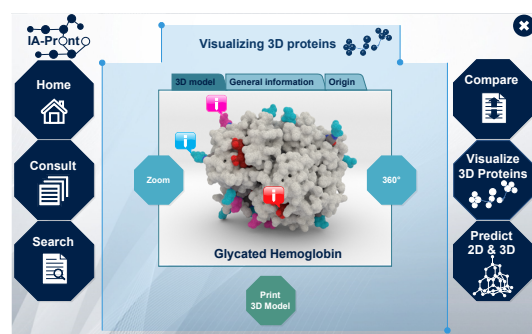 IA-Pronto
Visualizing 3D proteins
Home
Consult
Search
3D model
General information
Origin
i
i
i
Zoom
360°
Glycated Hemoglobin
Print
3D Model
Compare
Visualize
3D Proteins
Predict
2D & 3D